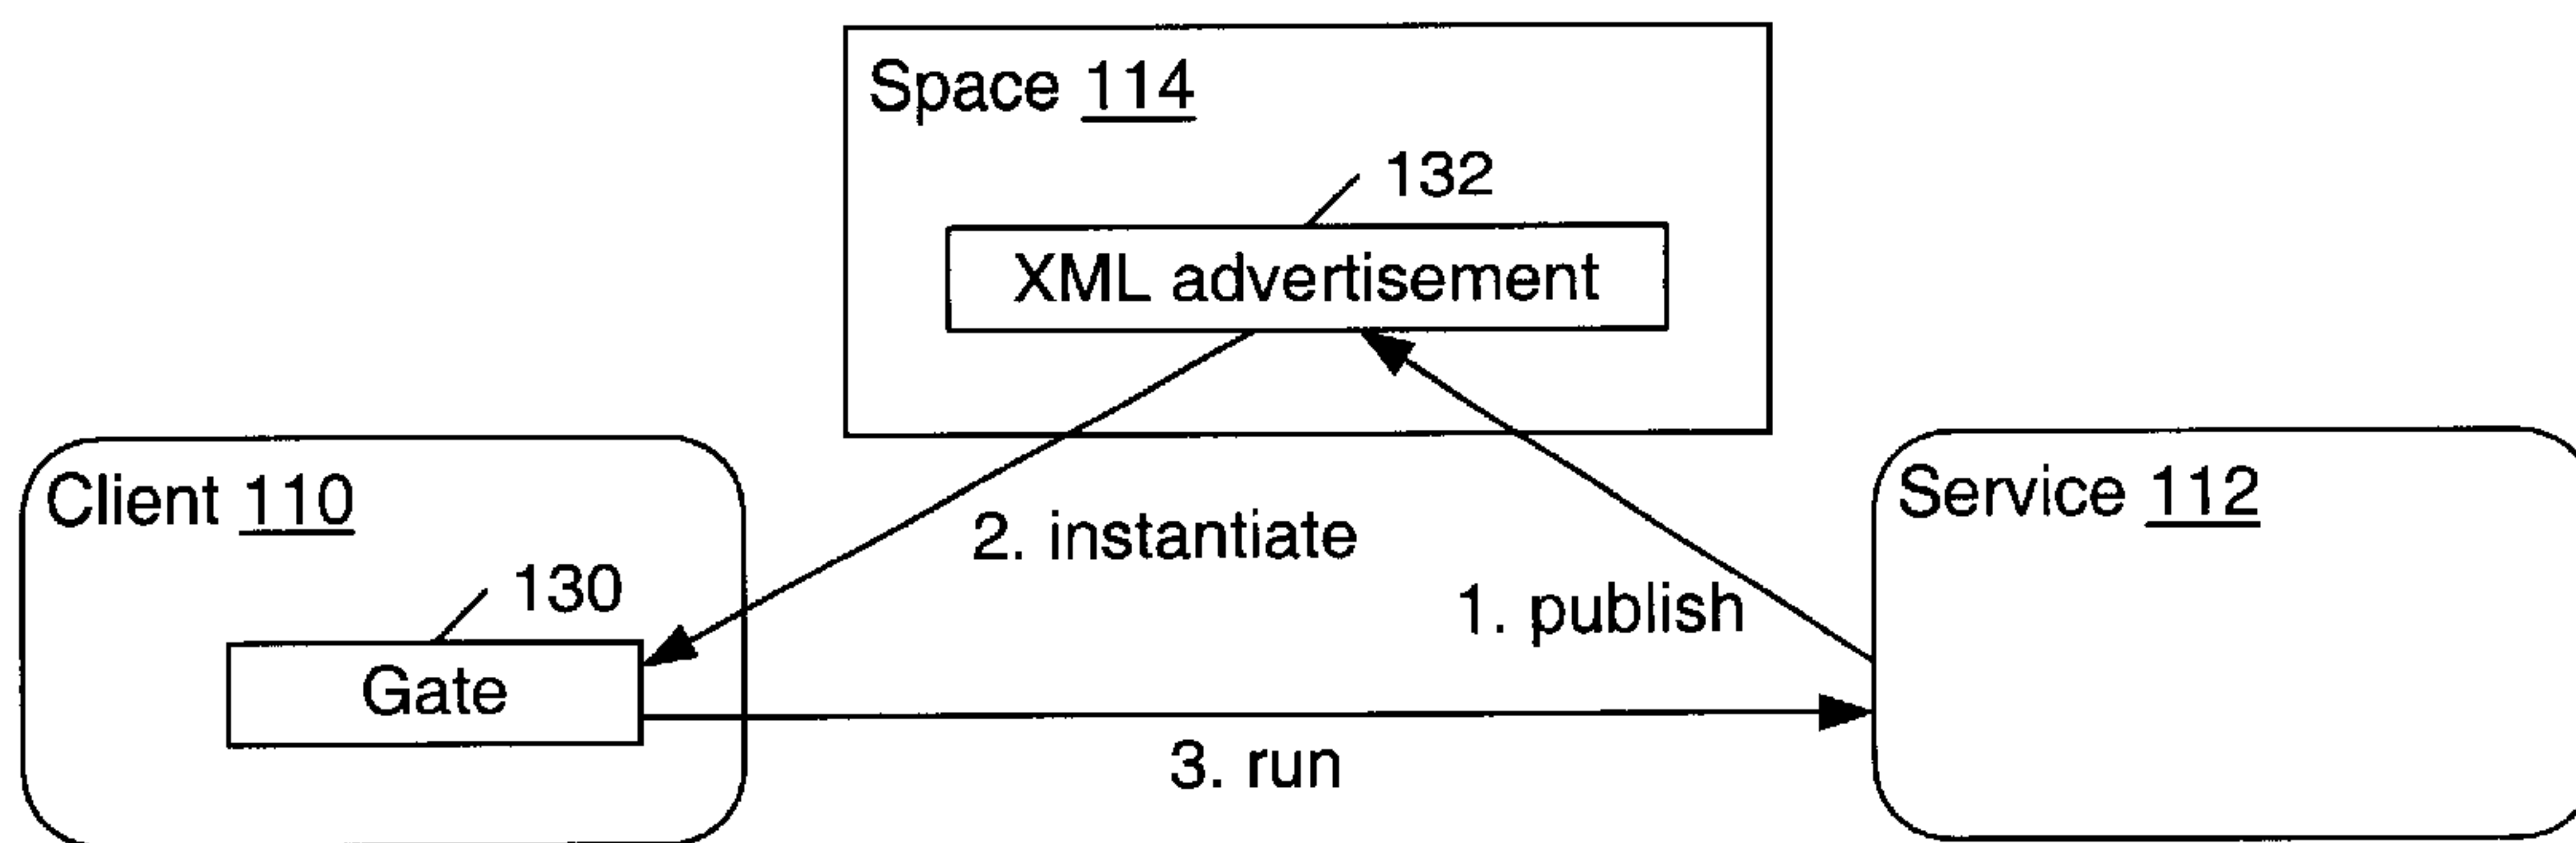 Space 114
132
XML advertisement
Client 110
2. instantiate
Service 112
130
1. publish
Gate
3. run